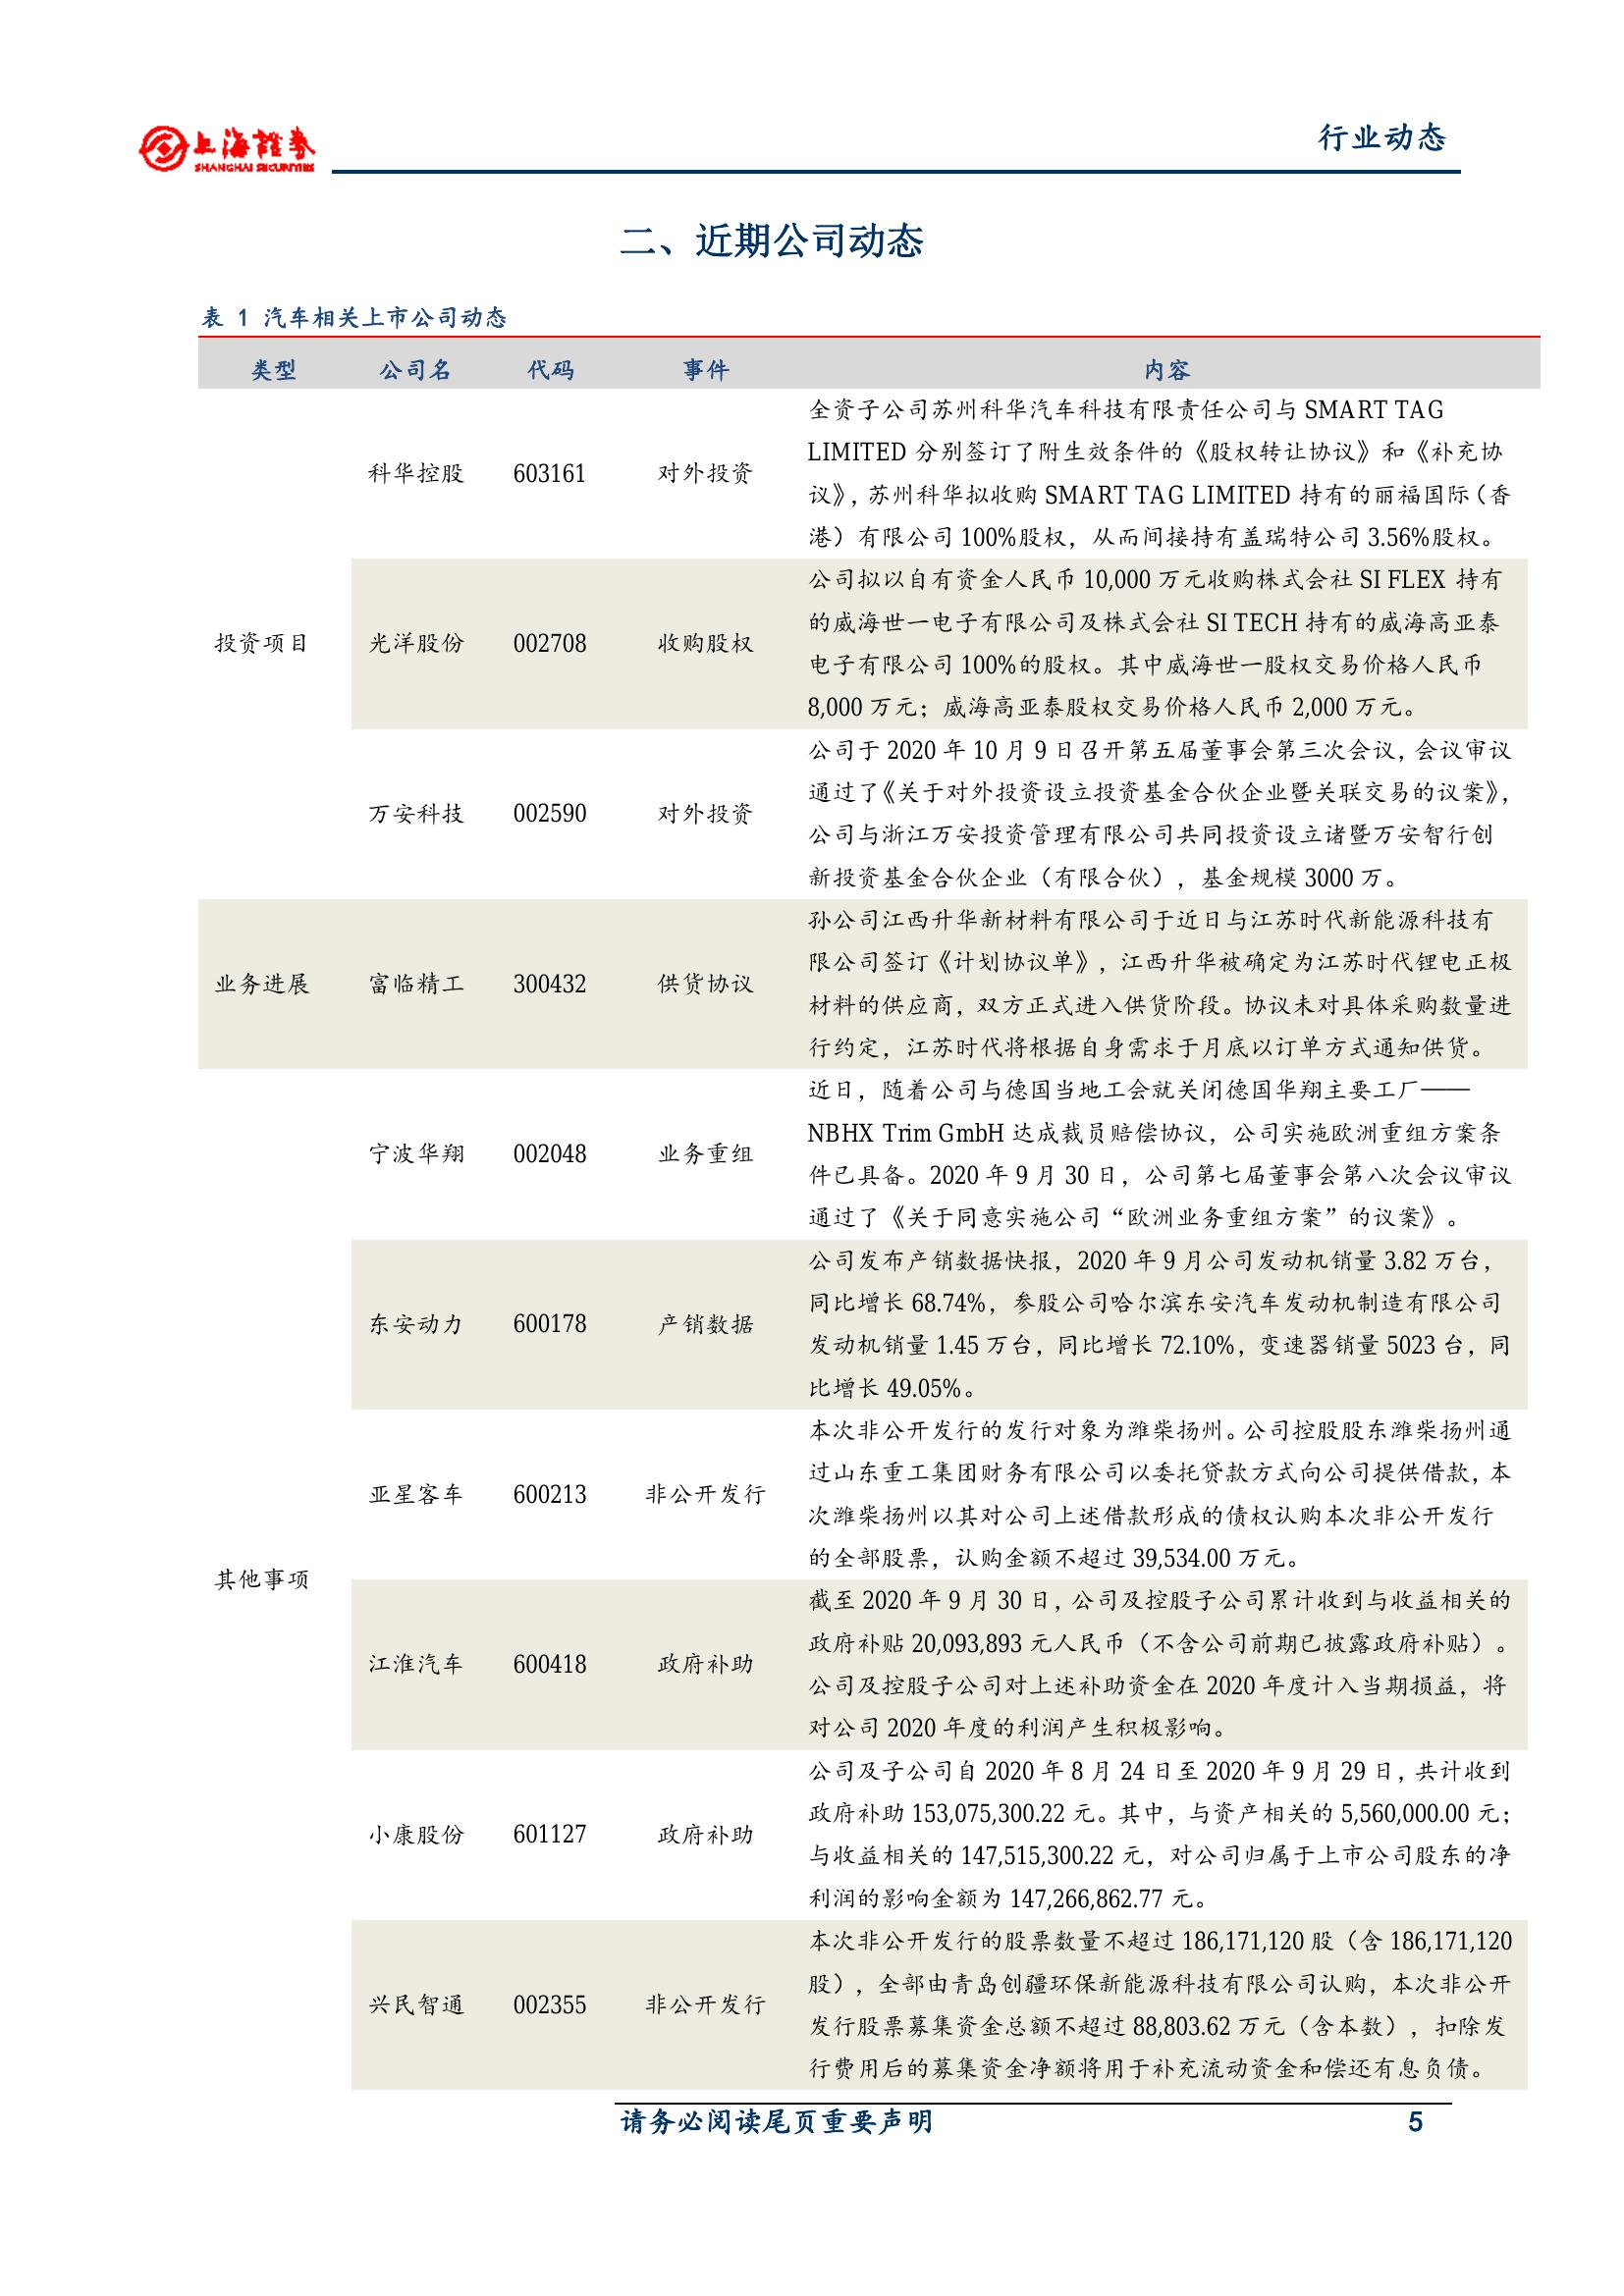 上海證券
SHANGHAI SECURITIES
行业动态
二、近期公司动态
表 1 汽车相关上市公司动态
类型 公司名 代码 事件 内容
投资项目
科华控股 603161 对外投资
全资子公司苏州科华汽车科技有限责任公司与 SMART TAG
LIMITED 分别签订了附生效条件的《股权转让协议》和《补充协
议》，苏州科华拟收购 SMART TAG LIMITED 持有的丽福国际（香
港）有限公司 100%股权，从而间接持有盖瑞特公司 3.56%股权。
光洋股份 002708 收购股权
公司拟以自有资金人民币 10,000 万元收购株式会社 SI FLEX 持有
的威海世一电子有限公司及株式会社 SI TECH 持有的威海高亚泰
电子有限公司 100%的股权。其中威海世一股权交易价格人民币
8,000 万元；威海高亚泰股权交易价格人民币 2,000 万元。
万安科技 002590 对外投资
公司于 2020 年 10 月 9 日召开第五届董事会第三次会议，会议审议
通过了《关于对外投资设立投资基金合伙企业暨关联交易的议案》，
公司与浙江万安投资管理有限公司共同投资设立诸暨万安智行创
新投资基金合伙企业（有限合伙），基金规模 3000 万。
业务进展
富临精工 300432 供货协议
孙公司江西升华新材料有限公司于近日与江苏时代新能源科技有
限公司签订《计划协议单》，江西升华被确定为江苏时代锂电正极
材料的供应商，双方正式进入供货阶段。协议未对具体采购数量进
行约定，江苏时代将根据自身需求于月底以订单方式通知供货。
其他事项
宁波华翔 002048 业务重组
近日，随着公司与德国当地工会就关闭德国华翔主要工厂——
NBHX Trim GmbH 达成裁员赔偿协议，公司实施欧洲重组方案条
件已具备。2020 年 9 月 30 日，公司第七届董事会第八次会议审议
通过了《关于同意实施公司“欧洲业务重组方案”的议案》。
东安动力 600178 产销数据
公司发布产销数据快报，2020 年 9 月公司发动机销量 3.82 万台，
同比增长 68.74%，参股公司哈尔滨东安汽车发动机制造有限公司
发动机销量 1.45 万台，同比增长 72.10%，变速器销量 5023 台，同
比增长 49.05%。
亚星客车 600213 非公开发行
本次非公开发行的发行对象为潍柴扬州。公司控股股东潍柴扬州通
过山东重工集团财务有限公司以委托贷款方式向公司提供借款，本
次潍柴扬州以其对公司上述借款形成的债权认购本次非公开发行
的全部股票，认购金额不超过 39,534.00 万元。
江淮汽车 600418 政府补助
截至 2020 年 9 月 30 日，公司及控股子公司累计收到与收益相关的
政府补贴 20,093,893 元人民币（不含公司前期已披露政府补贴）。
公司及控股子公司对上述补助资金在 2020 年度计入当期损益，将
对公司 2020 年度的利润产生积极影响。
小康股份 601127 政府补助
公司及子公司自 2020 年 8 月 24 日至 2020 年 9 月 29 日，共计收到
政府补助 153,075,300.22 元。其中，与资产相关的 5,560,000.00 元；
与收益相关的 147,515,300.22 元，对公司归属于上市公司股东的净
利润的影响金额为 147,266,862.77 元。
兴民智通 002355 非公开发行
本次非公开发行的股票数量不超过 186,171,120 股（含 186,171,120
股），全部由青岛创疆环保新能源科技有限公司认购，本次非公开
发行股票募集资金总额不超过 88,803.62 万元（含本数），扣除发
行费用后的募集资金净额将用于补充流动资金和偿还有息负债。
请务必阅读尾页重要声明 5